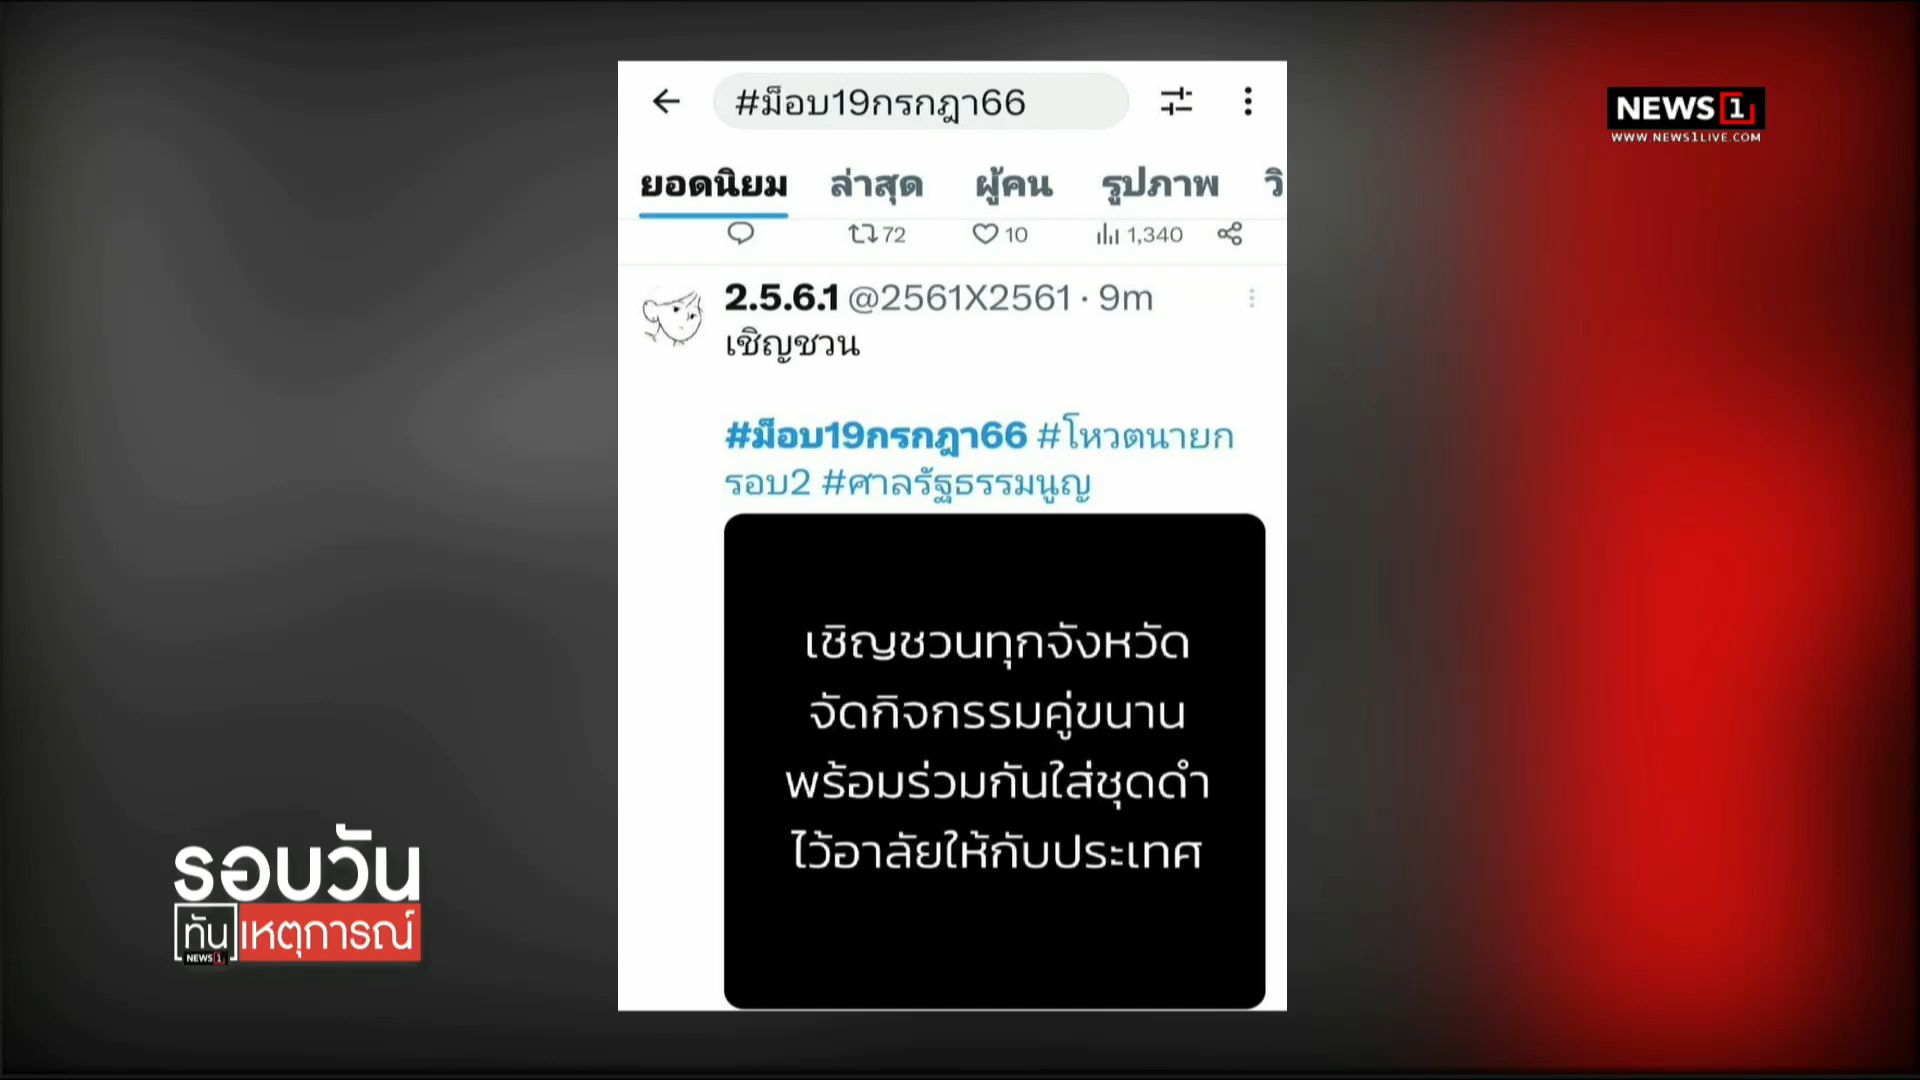 #ม็อบ19กรกฎา66
NEWS 1
WWW.NEWS1LIVE.COM
ยอดนิยม ล่าสุด ผู้คน รูปภาพ วิ
72 10 1,340
2.5.6.1 @2561X2561 · 9m
เชิญชวน
#ม็อบ19กรกฎา66 #โหวตนายก
รอบ2 #ศาลรัฐธรรมนูญ
เชิญชวนทุกจังหวัด
จัดกิจกรรมคู่ขนาน
พร้อมร่วมกันใส่ชุดดำ
ไว้อาลัยให้กับประเทศ
รอบวัน
ทันเหตุการณ์
NEWS 1